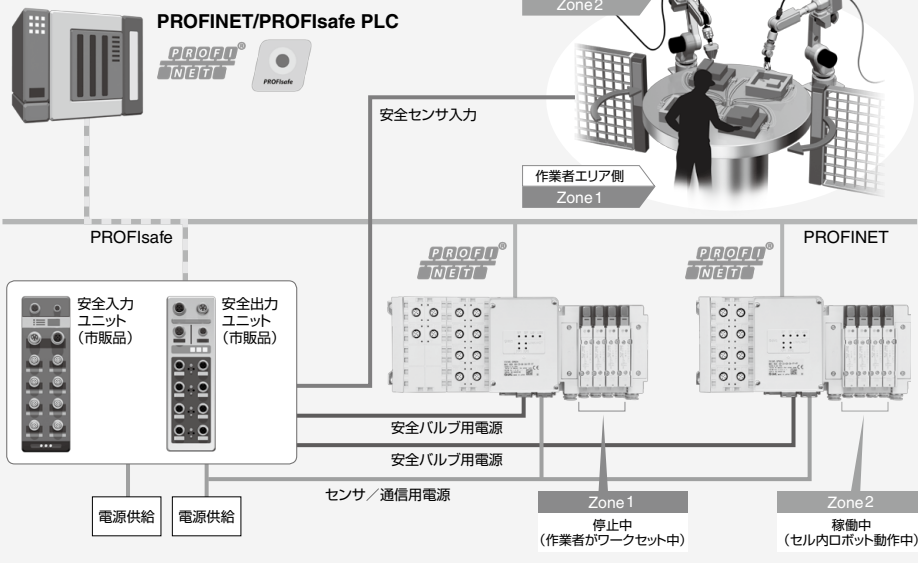 Zone2
PROFINET/PROFIsafe PLC
PROFI®
NET
PROFIsafe
安全センサ入力
作業者エリア側
Zone1
PROFIsafe
PROFI®
NET
PROFI®
NET
PROFINET
安全入力
ユニット
（市販品）
安全出力
ユニット
（市販品）
安全バルブ用電源
安全バルブ用電源
センサ／通信用電源
電源供給
電源供給
Zone1
停止中
（作業者がワークセット中）
Zone2
稼働中
（セル内ロボット動作中）